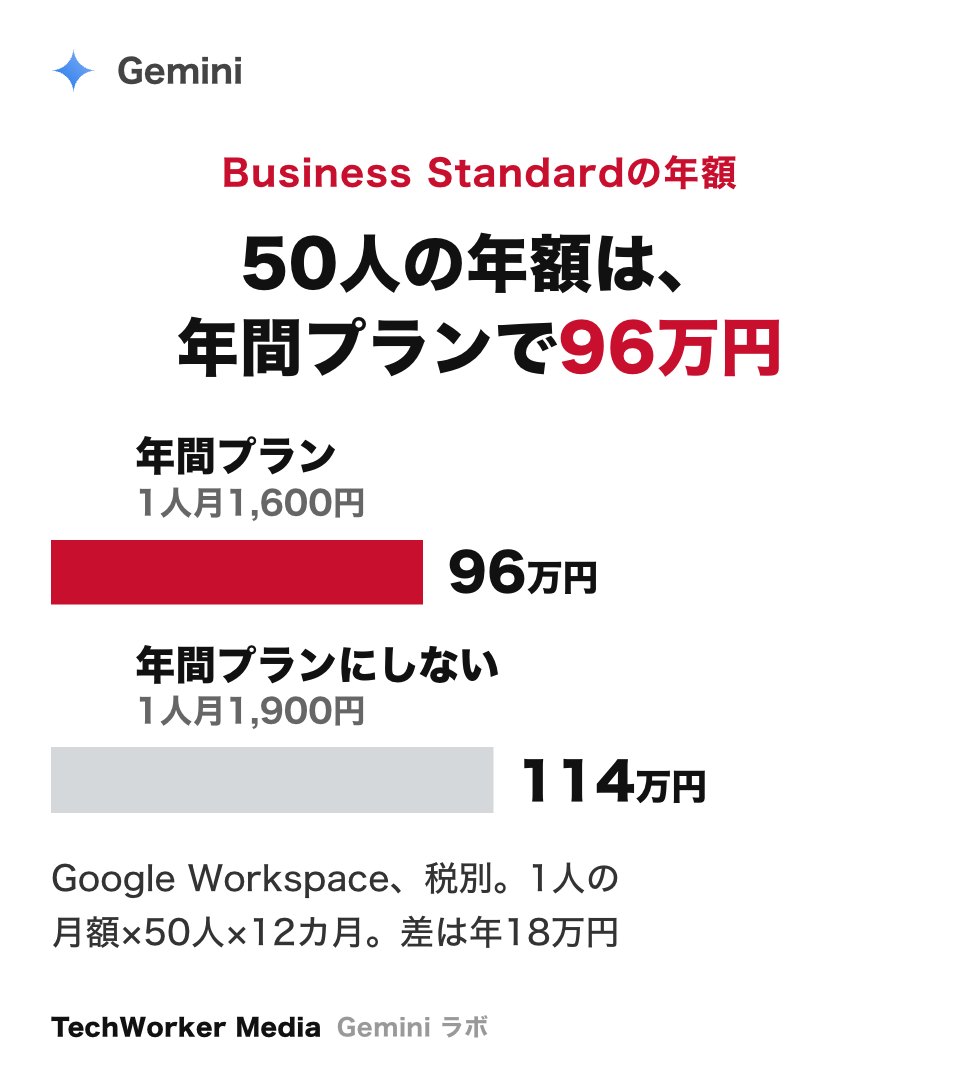 Gemini
Business Standardの年額
50人の年額は、
年間プランで96万円
年間プラン
1人月1,600円
96万円
年間プランにしない
1人月1,900円
114万円
Google Workspace、税別。1人の
月額×50人×12カ月。差は年18万円
TechWorker Media Gemini ラボ